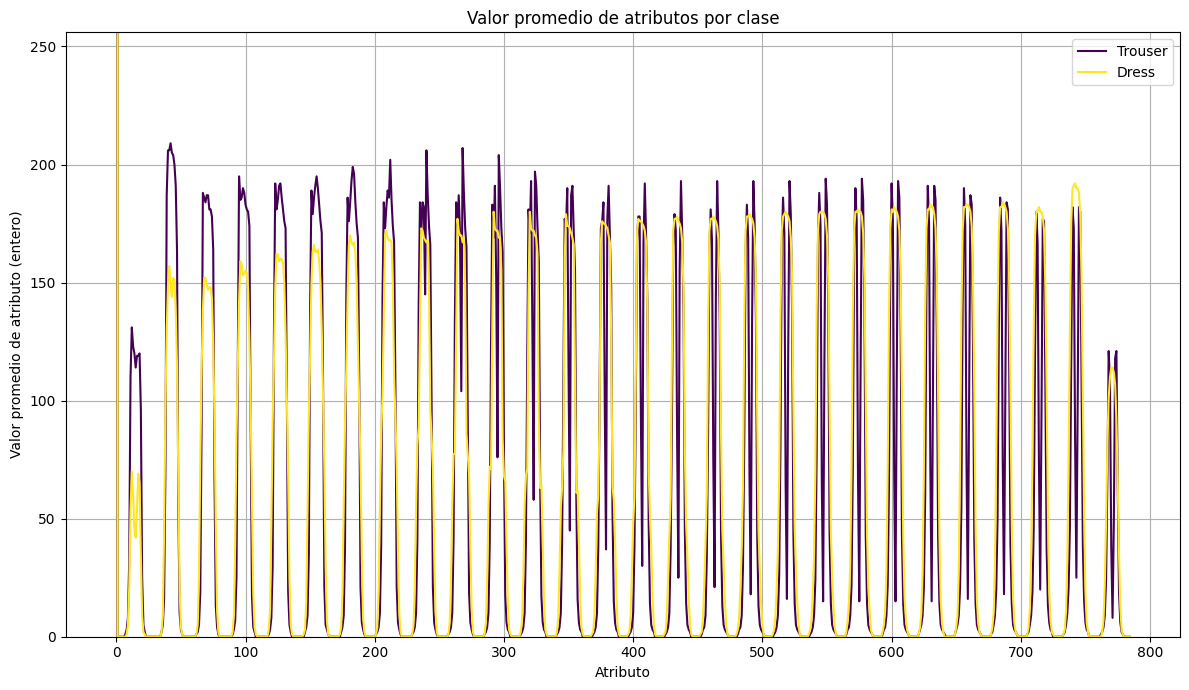 Valor promedio de atributos por clase
Trouser
Dress
Valor promedio de atributo (entero)
250
200
150
100
50
0
0 100 200 300 400 500 600 700 800
Atributo